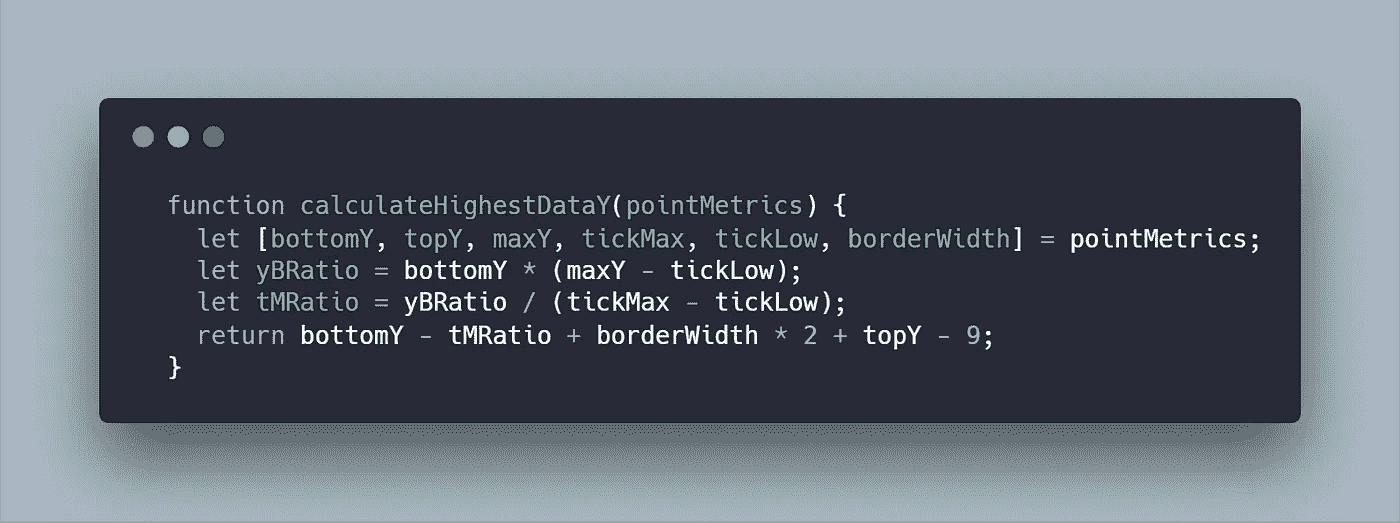 function calculateHighestDataY(pointMetrics) {
  let [bottomY, topY, maxY, tickMax, tickLow, borderWidth] = pointMetrics;
  let yBRatio = bottomY * (maxY - tickLow);
  let tMRatio = yBRatio / (tickMax - tickLow);
  return bottomY - tMRatio + borderWidth * 2 + topY - 9;
}